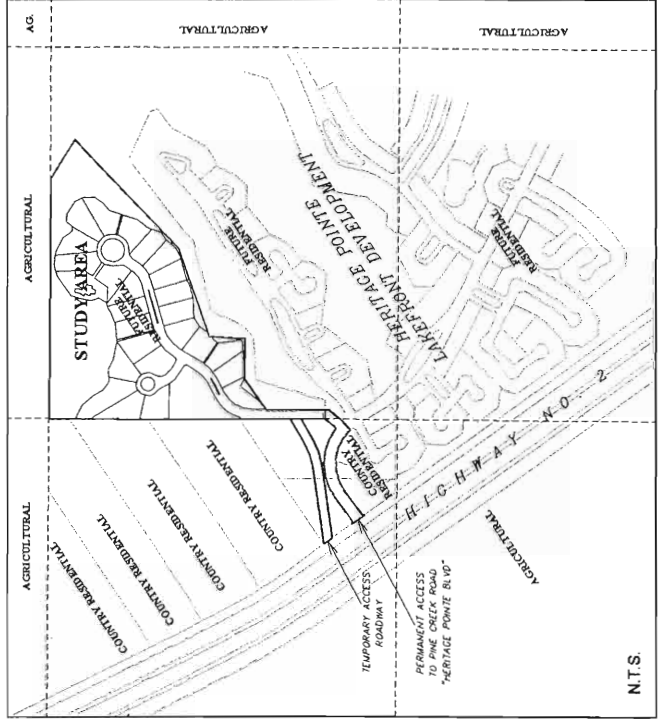 AGRICULTURAL
AGRICULTURAL
AG.
AGRICULTURAL
AGRICULTURAL
STUDY AREA
FUTURE
RESIDENTIAL
FUTURE
RESIDENTIAL
HERITAGE POINTE
LAKEFRONT DEVELOPMENT
FUTURE
RESIDENTIAL
COUNTRY RESIDENTIAL
COUNTRY RESIDENTIAL
COUNTRY RESIDENTIAL
COUNTRY RESIDENTIAL
COUNTRY
RESIDENTIAL
HIGHWAY NO. 2
AGRICULTURAL
TEMPORARY ACCESS
ROADWAY
PERMANENT ACCESS
TO PINE CREEK ROAD
"HERITAGE POINTE BLVD"
N.T.S.